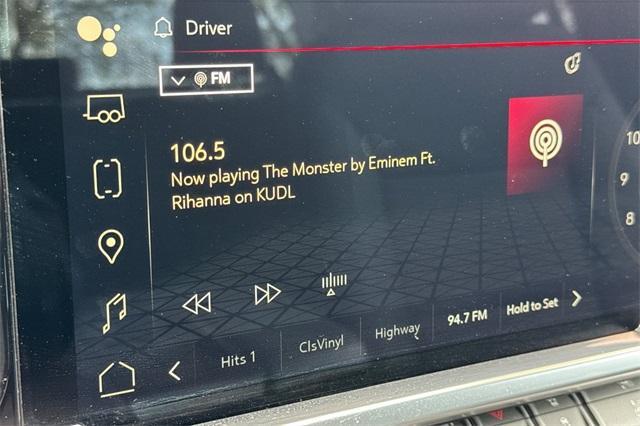 Driver
FM
106.5
Now playing The Monster by Eminem Ft.
Rihanna on KUDL
10
9
8
Hits 1
ClsVinyl
Highway
94.7 FM
Hold to Set